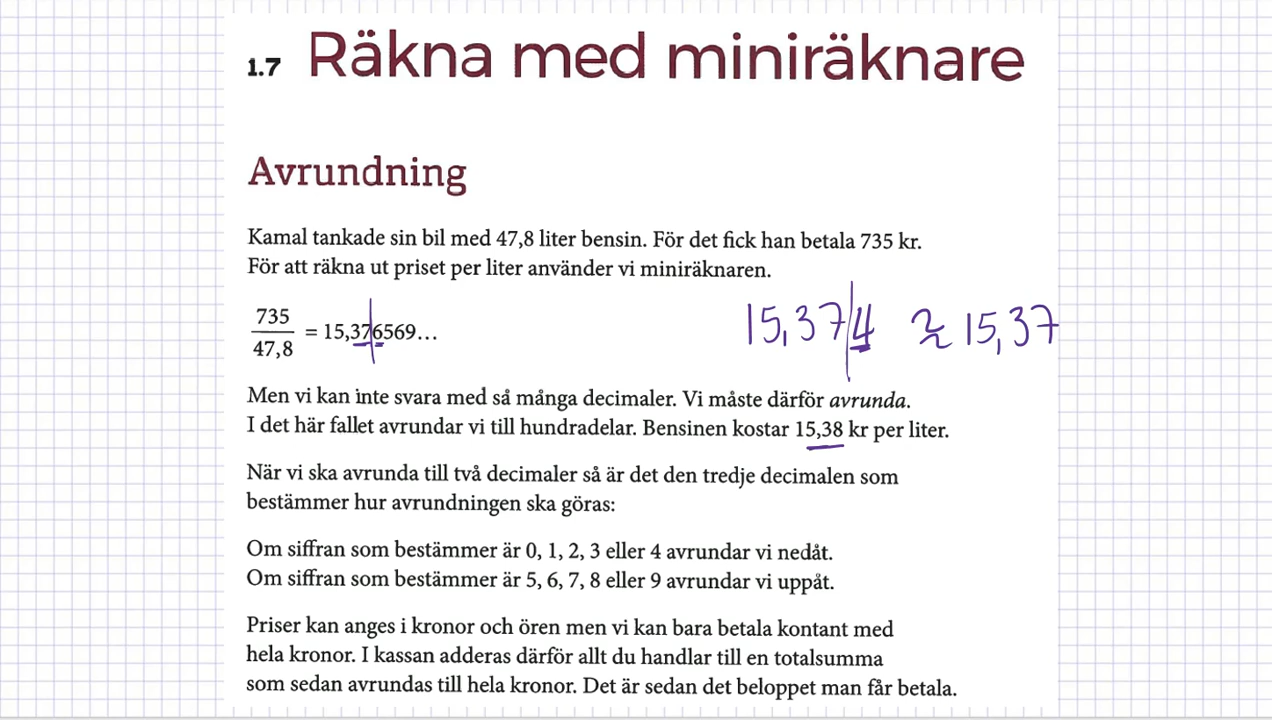 1.7 Räkna med miniräknare
Avrundning
Kamal tankade sin bil med 47,8 liter bensin. För det fick han betala 735 kr.
För att räkna ut priset per liter använder vi miniräknaren.
735
47,8
= 15,376569...
15,374 ≈ 15,37
Men vi kan inte svara med så många decimaler. Vi måste därför avrunda.
I det här fallet avrundar vi till hundradelar. Bensinen kostar 15,38 kr per liter.
När vi ska avrunda till två decimaler så är det den tredje decimalen som
bestämmer hur avrundningen ska göras:
Om siffran som bestämmer är 0, 1, 2, 3 eller 4 avrundar vi nedåt.
Om siffran som bestämmer är 5, 6, 7, 8 eller 9 avrundar vi uppåt.
Priser kan anges i kronor och ören men vi kan bara betala kontant med
hela kronor. I kassan adderas därför allt du handlar till en totalsumma
som sedan avrundas till hela kronor. Det är sedan det beloppet man får betala.